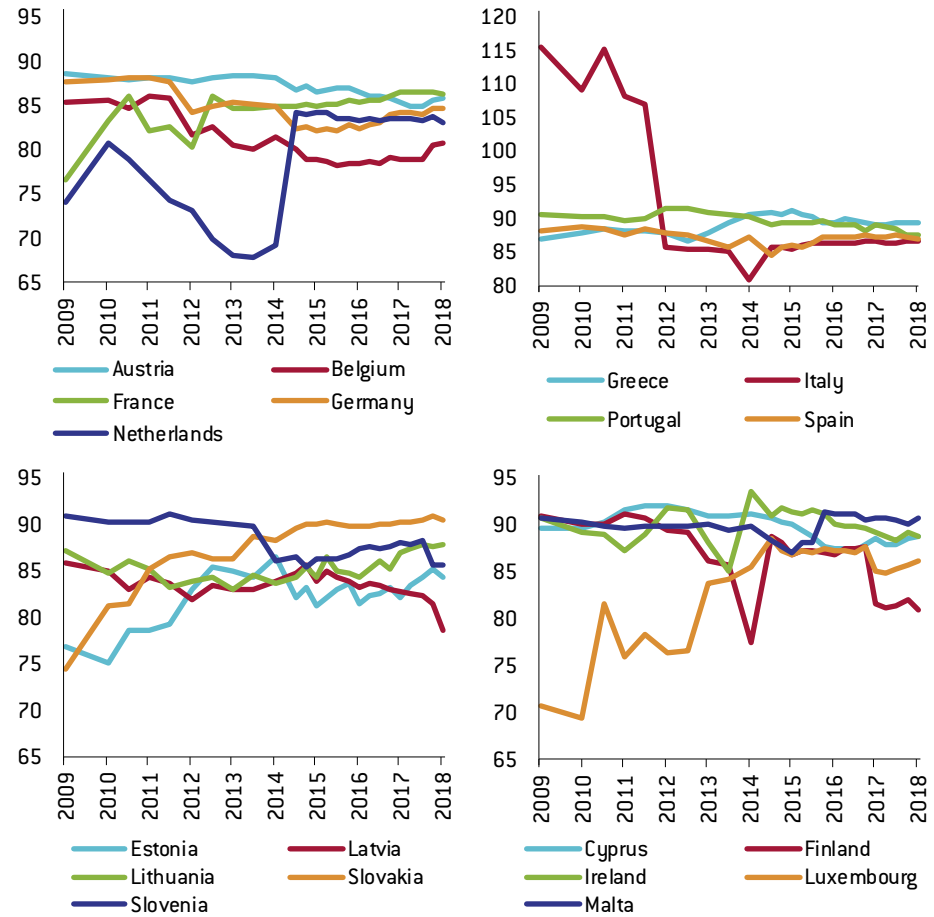 95
90
85
80
75
70
65
2009 2010 2011 2012 2013 2014 2015 2016 2017 2018
Austria Belgium
France Germany
Netherlands
120
115
110
105
100
95
90
85
80
2009 2010 2011 2012 2013 2014 2015 2016 2017 2018
Greece Italy
Portugal Spain
95
90
85
80
75
70
65
2009 2010 2011 2012 2013 2014 2015 2016 2017 2018
Estonia Latvia
Lithuania Slovakia
Slovenia
95
90
85
80
75
70
65
2009 2010 2011 2012 2013 2014 2015 2016 2017 2018
Cyprus Finland
Ireland Luxembourg
Malta